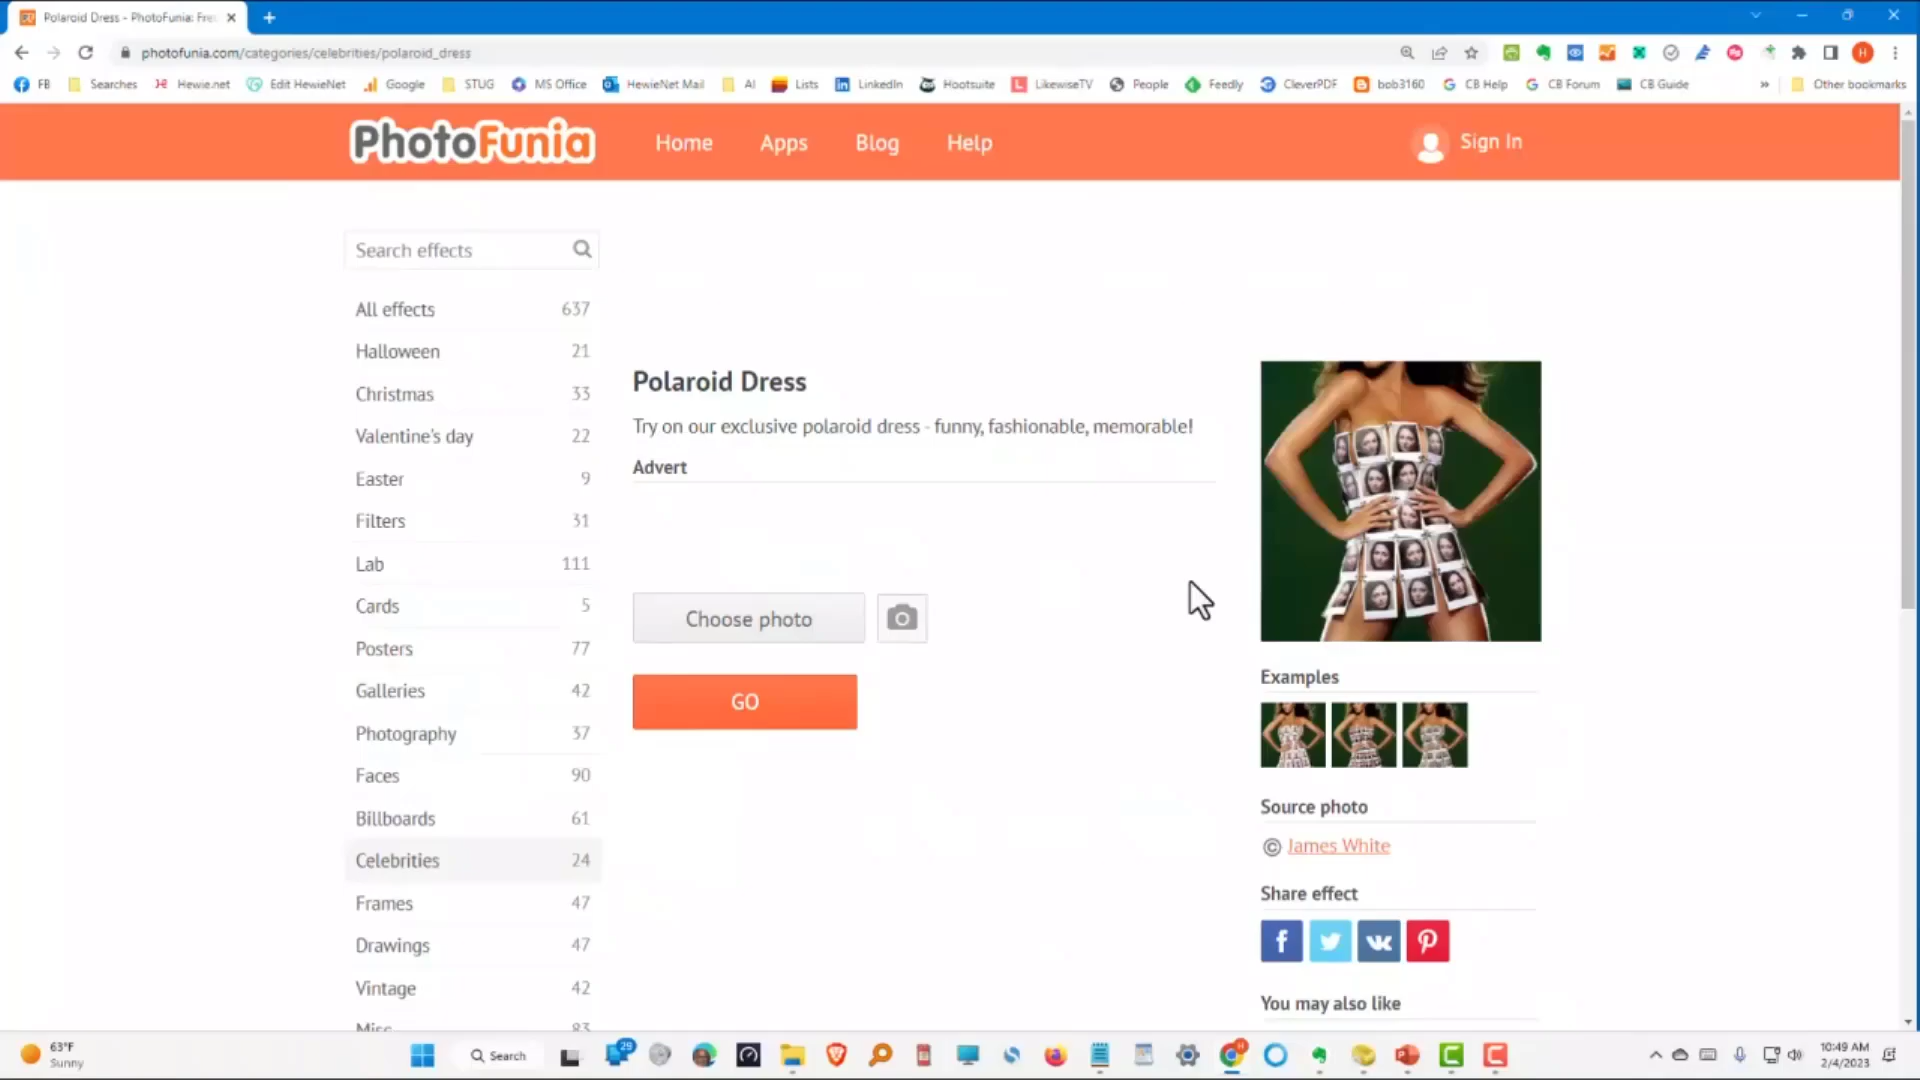 Polaroid Dress - PhotoFunia: Fre
photofunia.com/categories/celebrities/polaroid_dress
FB Searches Hewie.net Edit HewieNet Google STUG MS Office HewieNet Mail AI Lists LinkedIn Hootsuite LikewiseTV People Feedly CleverPDF bob3160 CB Help CB Forum CB Guide » Other bookmarks
PhotoFunia Home Apps Blog Help Sign In
Search effects
All effects 637
Halloween 21
Christmas 33
Valentine's day 22
Easter 9
Filters 31
Lab 111
Cards 5
Posters 77
Galleries 42
Photography 37
Faces 90
Billboards 61
Celebrities 24
Frames 47
Drawings 47
Vintage 42
Misc 83
Polaroid Dress
Try on our exclusive polaroid dress - funny, fashionable, memorable!
Advert
Choose photo
GO
Examples
Source photo
© James White
Share effect
You may also like
63°F
Sunny
Search
29
10:49 AM
2/4/2023